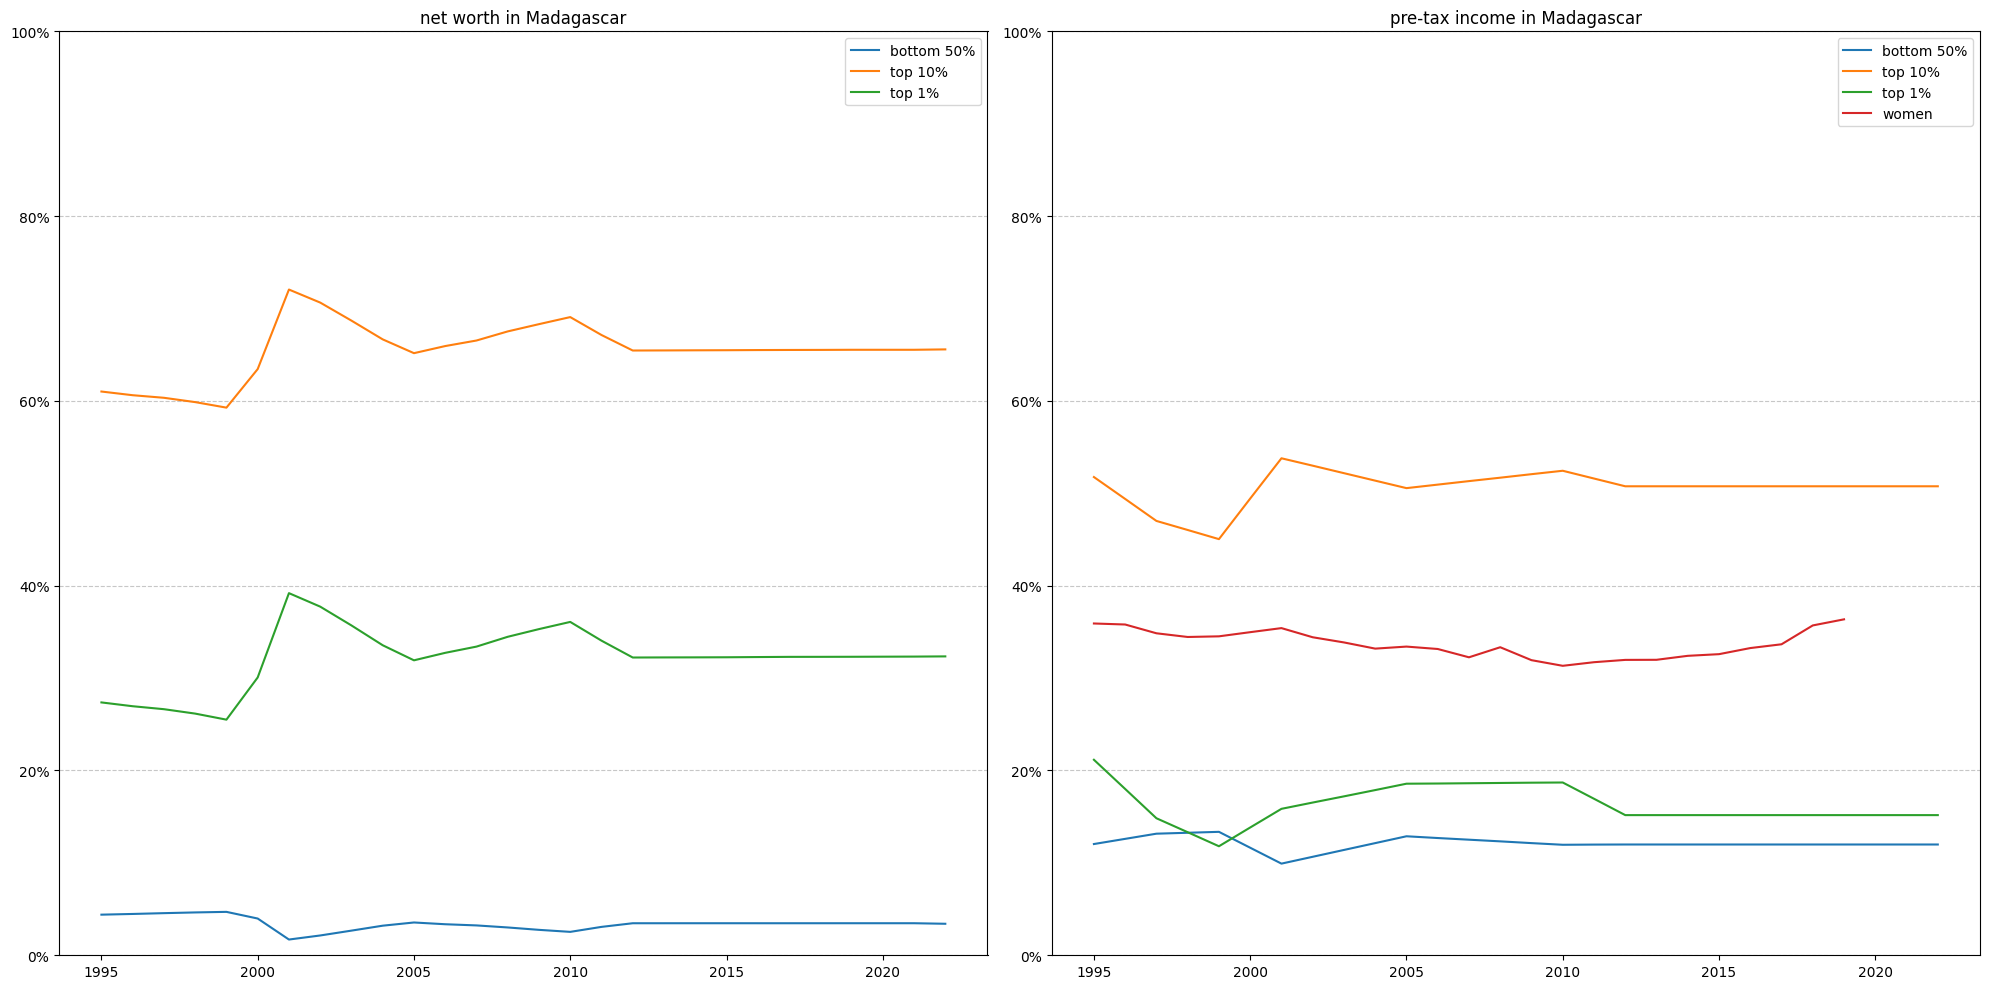 net worth in Madagascar
100%
80%
60%
40%
20%
0%
1995 2000 2005 2010 2015 2020
bottom 50%
top 10%
top 1%
pre-tax income in Madagascar
100%
80%
60%
40%
20%
0%
1995 2000 2005 2010 2015 2020
bottom 50%
top 10%
top 1%
women